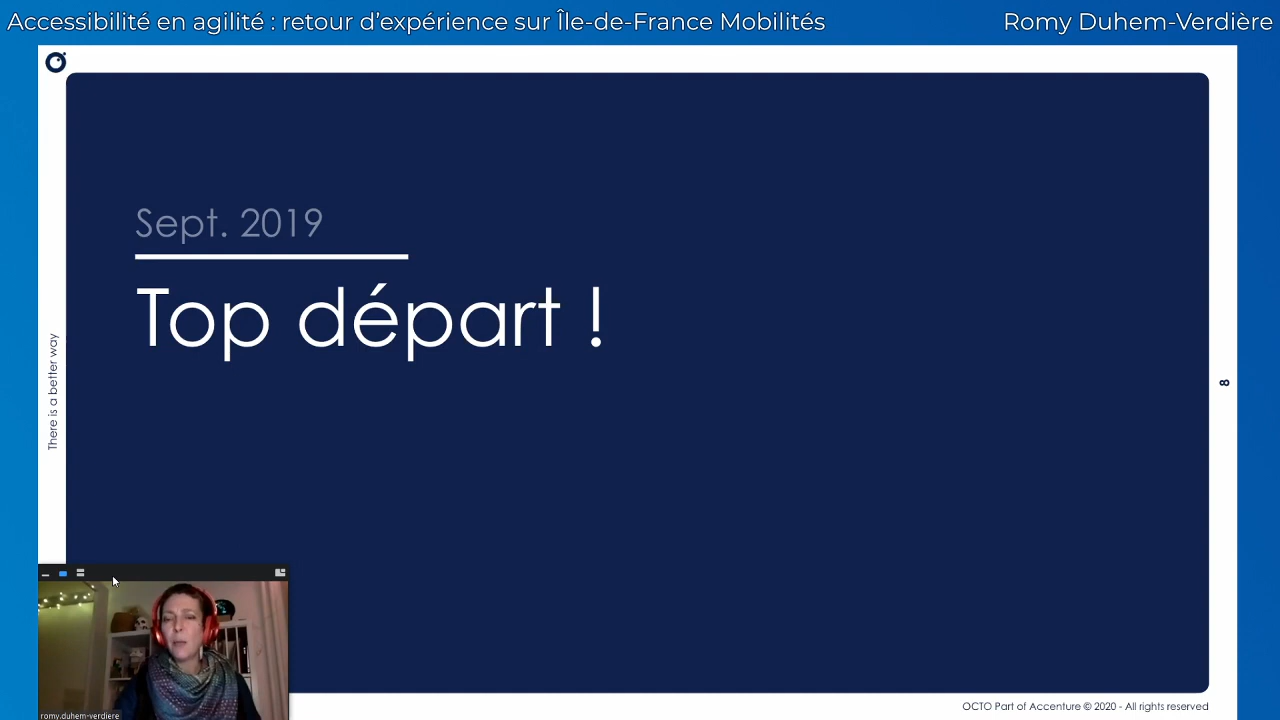 Accessibilité en agilité : retour d’expérience sur Île-de-France Mobilités
Romy Duhem-Verdière
Sept. 2019
Top départ !
There is a better way
8
romy.duhem-verdiere
OCTO Part of Accenture © 2020 - All rights reserved